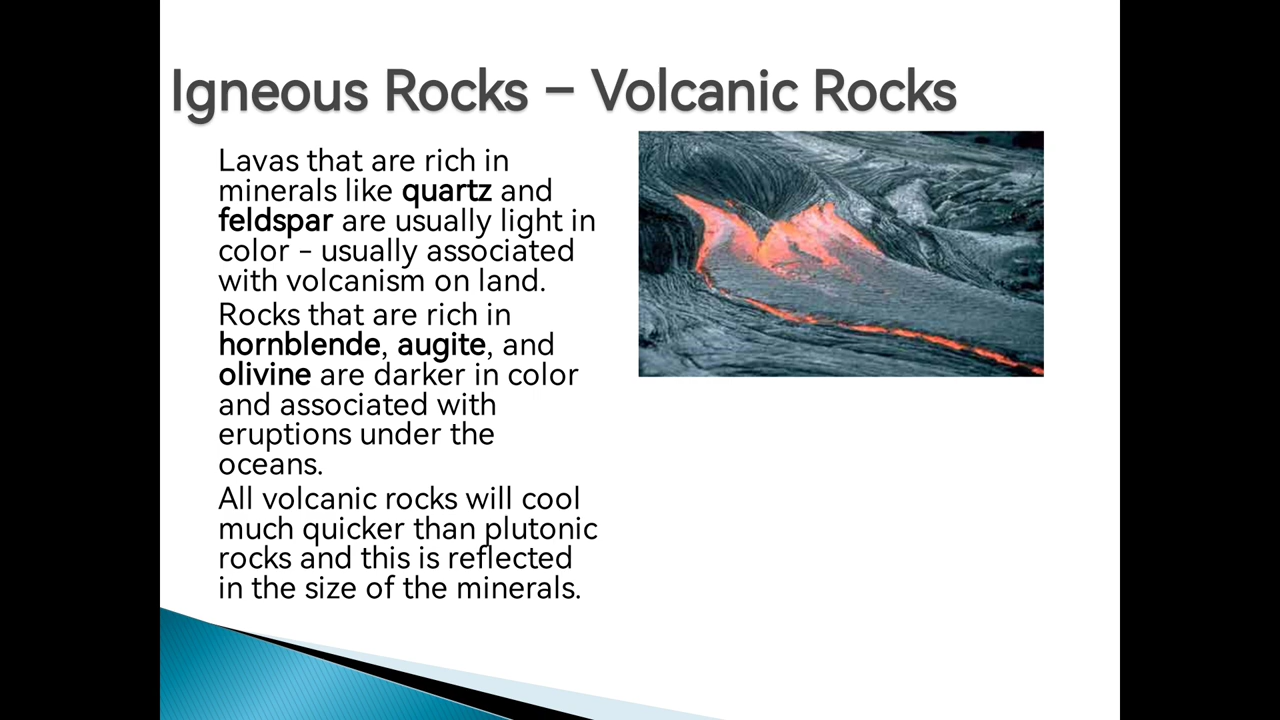 Igneous Rocks – Volcanic Rocks
Lavas that are rich in
minerals like quartz and
feldspar are usually light in
color - usually associated
with volcanism on land.
Rocks that are rich in
hornblende, augite, and
olivine are darker in color
and associated with
eruptions under the
oceans.
All volcanic rocks will cool
much quicker than plutonic
rocks and this is reflected
in the size of the minerals.